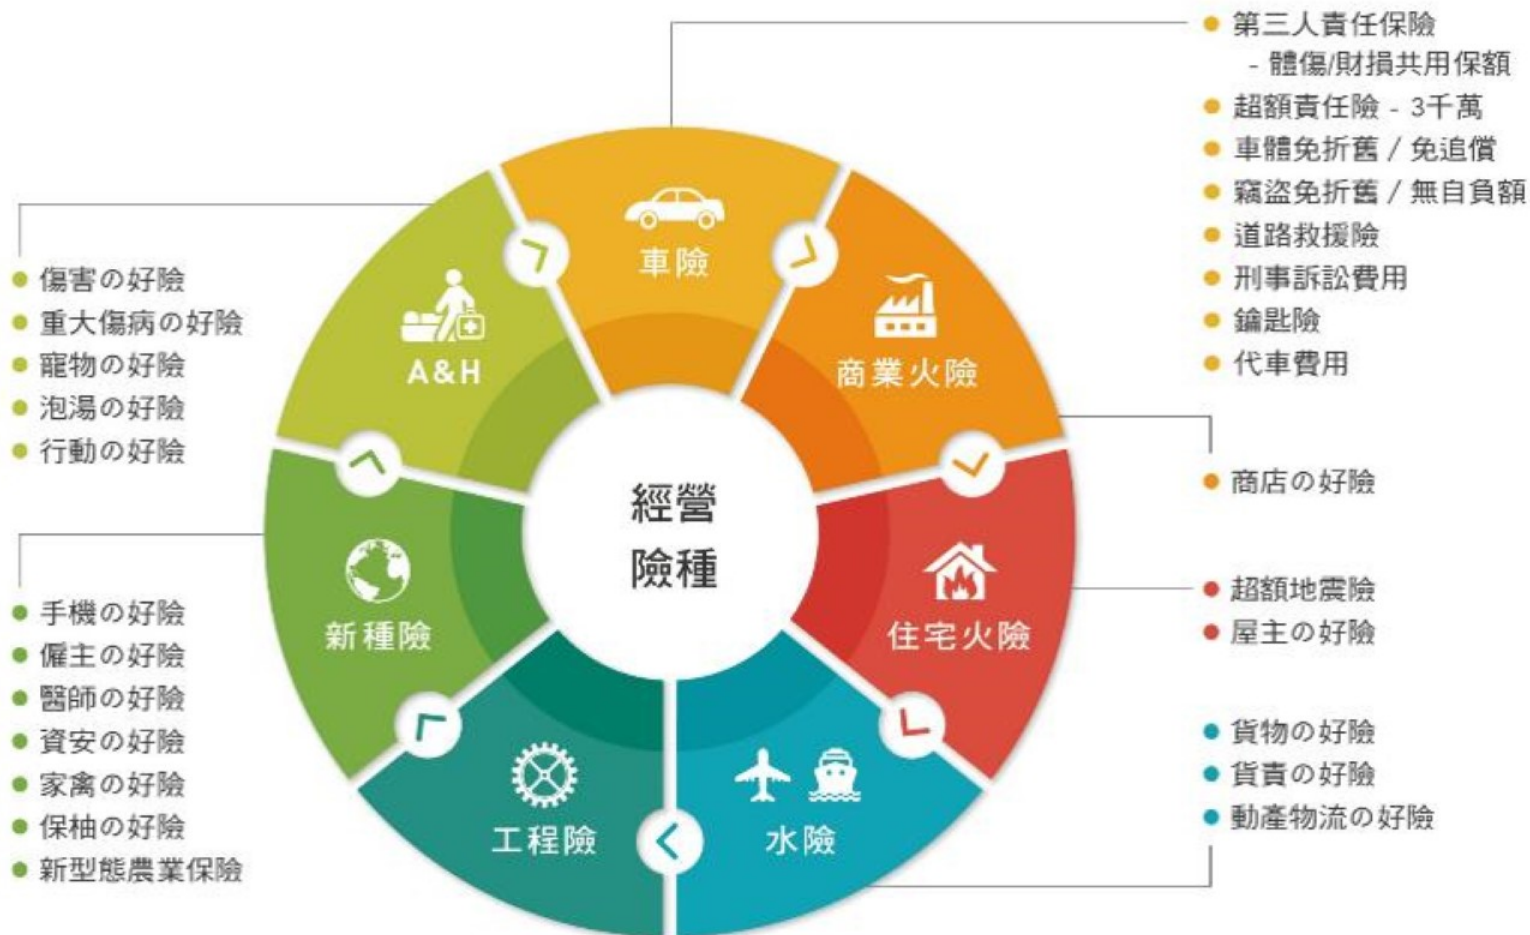 第三人責任保險
- 體傷/財損共用保額
超額責任險 - 3千萬
車體免折舊 / 免追償
竊盜免折舊 / 無自負額
道路救援險
刑事訴訟費用
鑰匙險
代車費用
商店の好險
超額地震險
屋主の好險
貨物の好險
貨責の好險
動產物流の好險
傷害の好險
重大傷病の好險
寵物の好險
泡湯の好險
行動の好險
手機の好險
僱主の好險
醫師の好險
資安の好險
家禽の好險
保柚の好險
新型態農業保險
車險
商業火險
住宅火險
水險
工程險
新種險
A&H
經營
險種